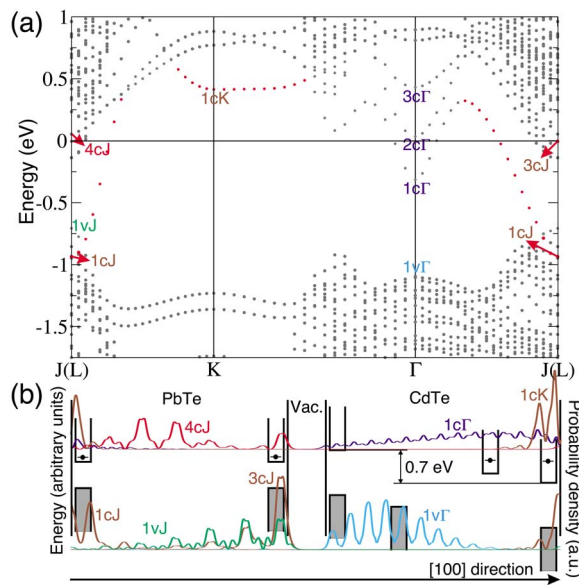 (a)
1
0.5
0
-0.5
-1
-1.5
Energy (eV)
1cK
3cΓ
2cΓ
1cΓ
1vΓ
4cJ
1vJ
1cJ
3cJ
1cJ
J(L)
K
Γ
J(L)
(b)
PbTe
Vac.
CdTe
1cK
4cJ
1cΓ
0.7 eV
3cJ
1cJ
1vJ
1vΓ
[100] direction
Energy (arbitrary units)
Probability density (a.u.)